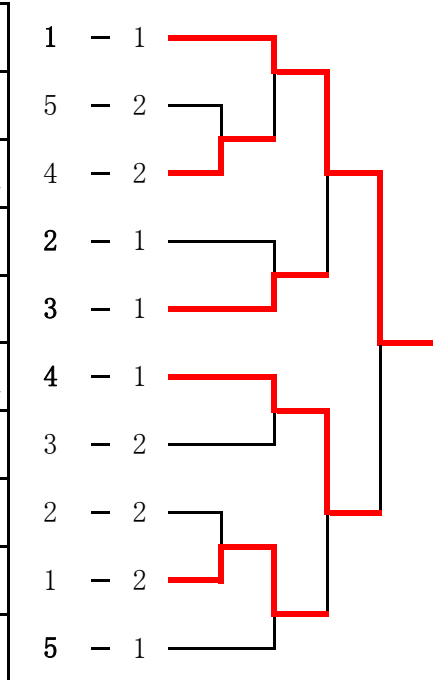 1 — 1
5 — 2
4 — 2
2 — 1
3 — 1
4 — 1
3 — 2
2 — 2
1 — 2
5 — 1